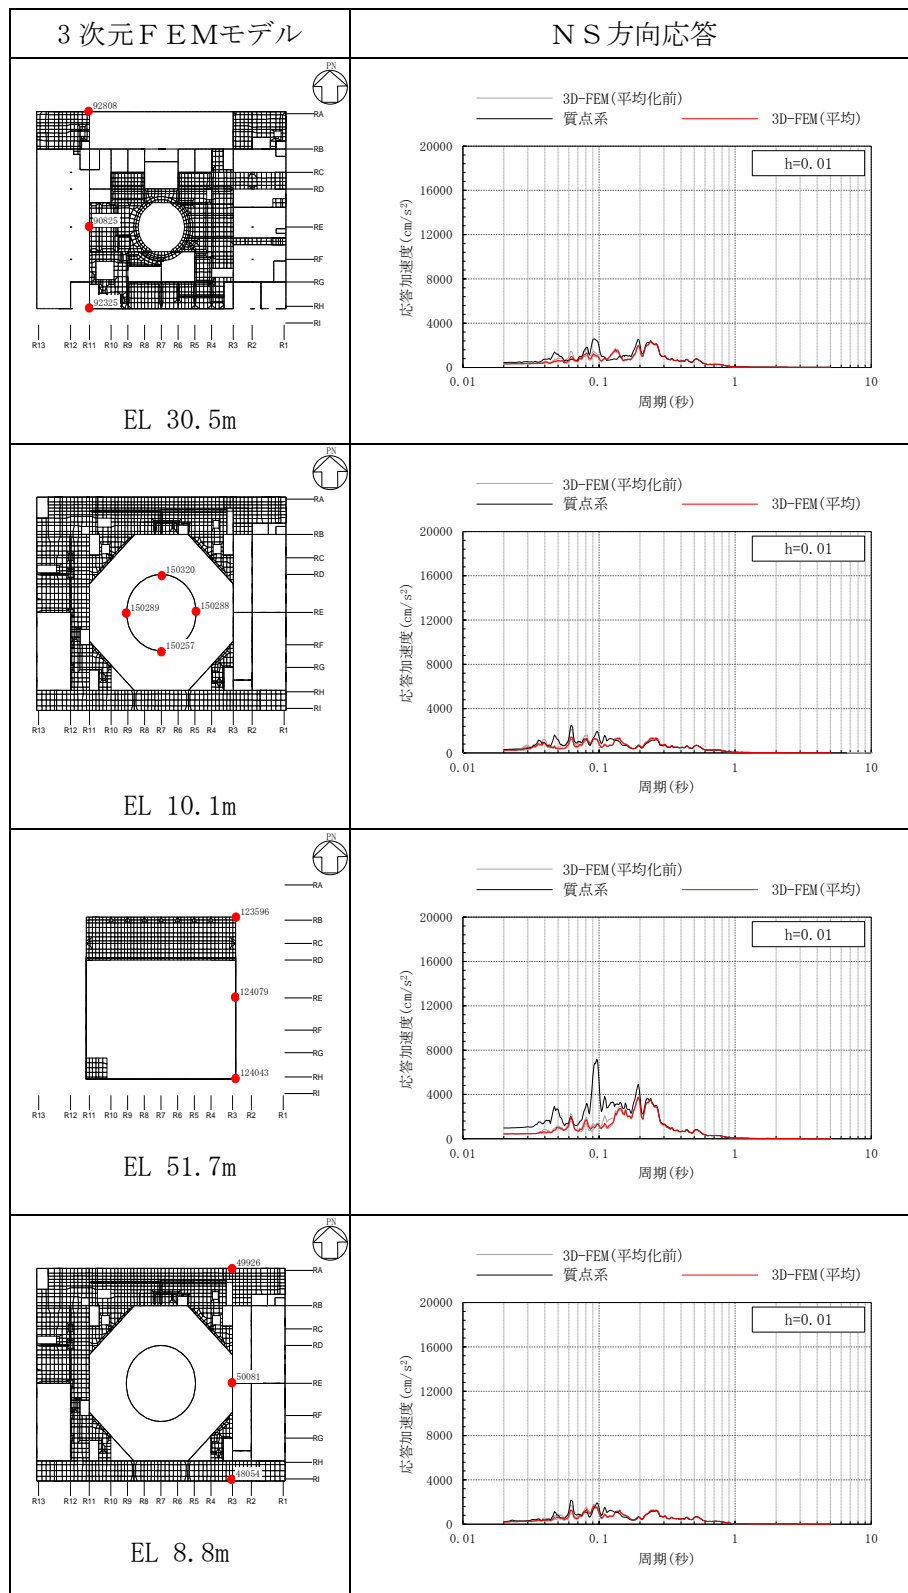 3次元ＦＥＭモデル
ＮＳ方向応答
PN
92808
90825
92325
RA
RB
RC
RD
RE
RF
RG
RH
RI
R13 R12 R11 R10 R9 R8 R7 R6 R5 R4 R3 R2 R1
EL 30.5m
3D-FEM(平均化前)
質点系
3D-FEM(平均)
h=0.01
応答加速度(cm/s²)
20000
16000
12000
8000
4000
0
0.01 0.1 1 10
周期(秒)
PN
150320
150289
150288
150257
RA
RB
RC
RD
RE
RF
RG
RH
RI
R13 R12 R11 R10 R9 R8 R7 R6 R5 R4 R3 R2 R1
EL 10.1m
3D-FEM(平均化前)
質点系
3D-FEM(平均)
h=0.01
応答加速度(cm/s²)
20000
16000
12000
8000
4000
0
0.01 0.1 1 10
周期(秒)
PN
123596
124079
124043
RA
RB
RC
RD
RE
RF
RG
RH
RI
R13 R12 R11 R10 R9 R8 R7 R6 R5 R4 R3 R2 R1
EL 51.7m
3D-FEM(平均化前)
質点系
3D-FEM(平均)
h=0.01
応答加速度(cm/s²)
20000
16000
12000
8000
4000
0
0.01 0.1 1 10
周期(秒)
PN
49926
50081
48054
RA
RB
RC
RD
RE
RF
RG
RH
RI
R13 R12 R11 R10 R9 R8 R7 R6 R5 R4 R3 R2 R1
EL 8.8m
3D-FEM(平均化前)
質点系
3D-FEM(平均)
h=0.01
応答加速度(cm/s²)
20000
16000
12000
8000
4000
0
0.01 0.1 1 10
周期(秒)